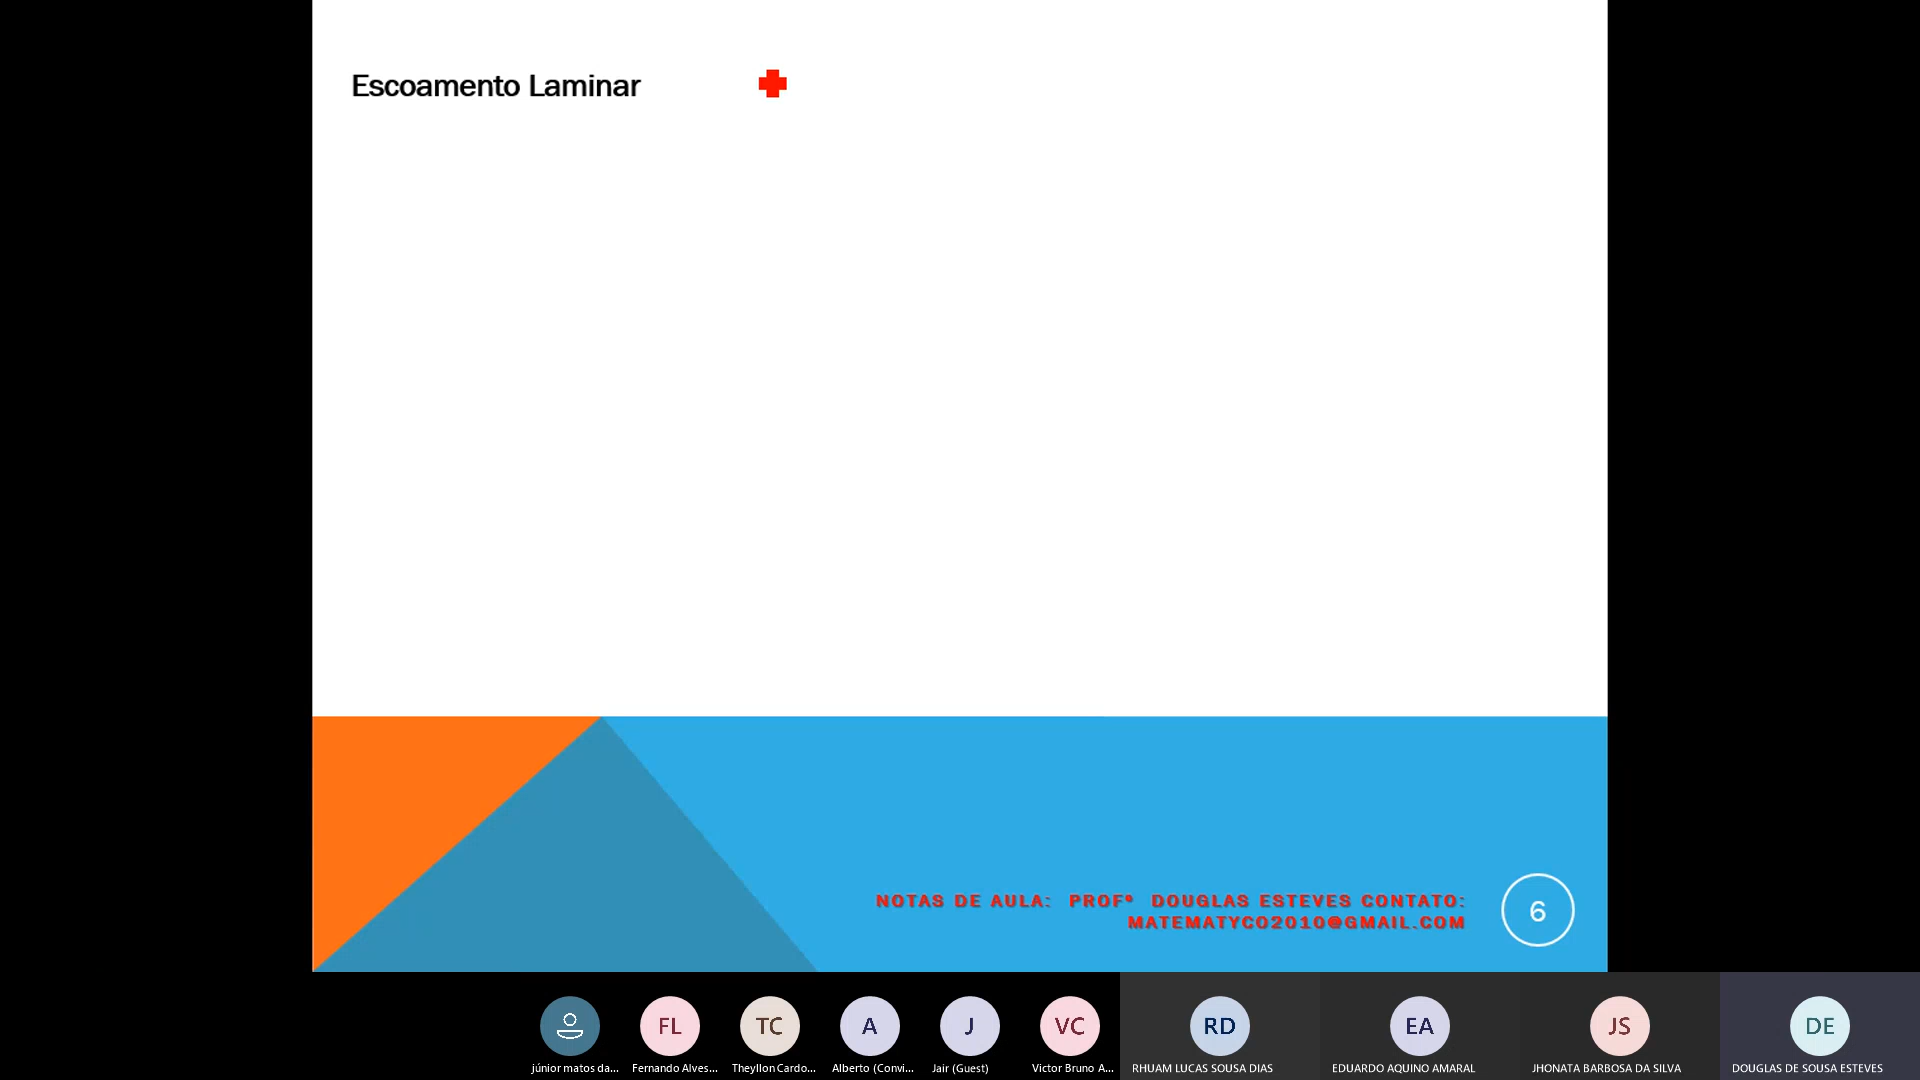 Escoamento Laminar
NOTAS DE AULA: PROFº DOUGLAS ESTEVES CONTATO:
MATEMATYCO2010@GMAIL.COM
6
FL
TC
A
J
VC
RD
EA
JS
DE
júnior matos da...
Fernando Alves...
Theyllon Cardo...
Alberto (Convi...
Jair (Guest)
Victor Bruno A...
RHUAM LUCAS SOUSA DIAS
EDUARDO AQUINO AMARAL
JHONATA BARBOSA DA SILVA
DOUGLAS DE SOUSA ESTEVES